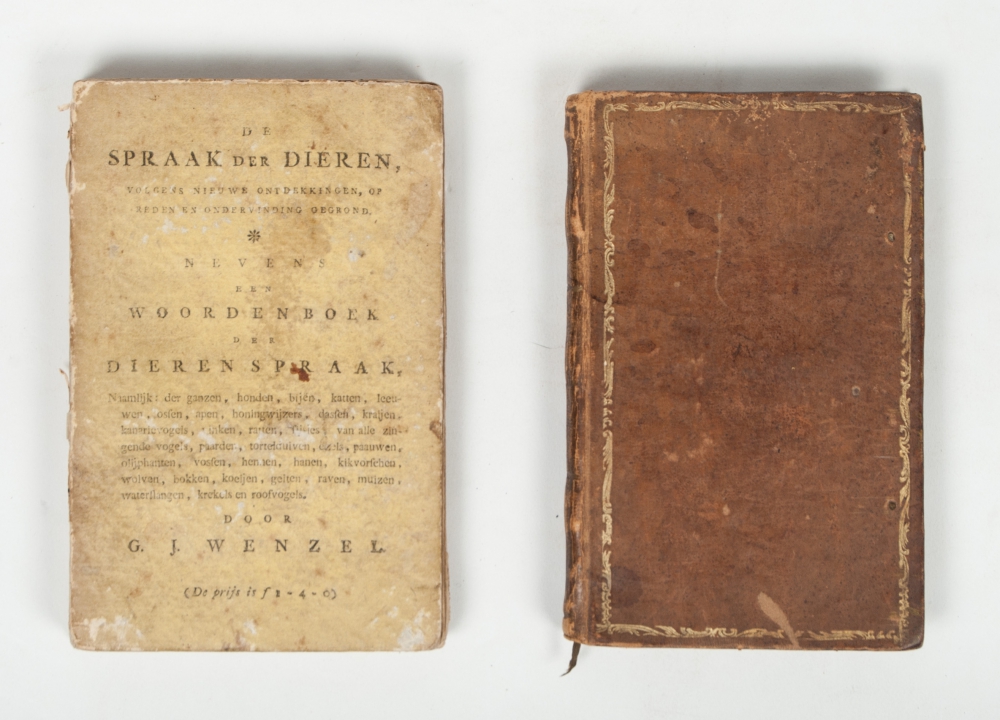 DE
SPRAAK DER DIEREN,
VOLGENS NIEUWE ONTDEKKINGEN, OP
REDEN EN ONDERVINDING GEGROND.
*
NEVENS
EEN
WOORDENBOEK
DER
DIERENSPRAAK,
Naamlijk: der ganzen, honden, bijën, katten, leeu-
wen, ossen, apen, honingwijzers, dassen, kraijen,
kanarievogels, vinken, ratten, van alle zin-
gende vogels, paarden, tortelduiven, ezels, paauwen,
olijphanten, vossen, hennen, hanen, kikvorschen,
wolven, bokken, koeijen, geiten, raven, muizen,
waterslangen, krekels en roofvogels.
DOOR
G. J. WENZEL.
(De prijs is f 1-4-0)